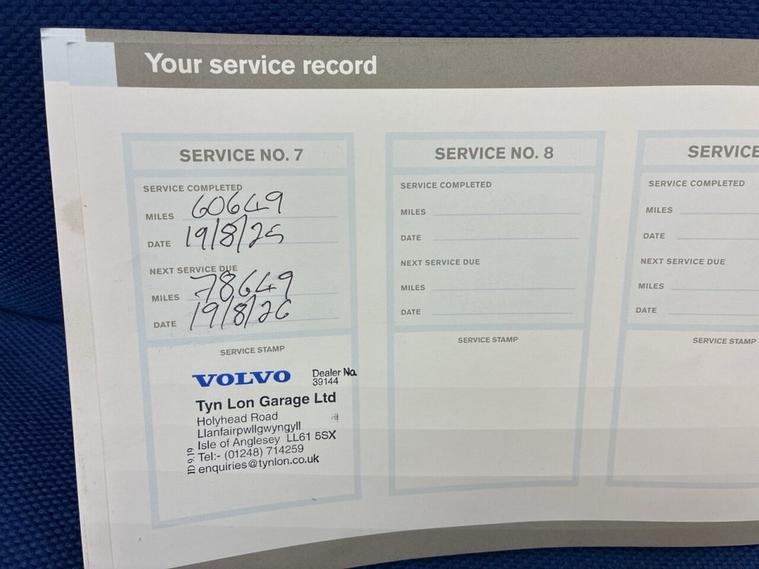 Your service record
SERVICE NO. 7
SERVICE COMPLETED
MILES 60649
DATE 19/8/25
NEXT SERVICE DUE
MILES 78649
DATE 19/8/26
SERVICE STAMP
VOLVO Dealer No.
39144
Tyn Lon Garage Ltd
Holyhead Road
Llanfairpwllgwyngyll
Isle of Anglesey LL61 5SX
Tel:- (01248) 714259
enquiries@tynlon.co.uk
ID 9.19
SERVICE NO. 8
SERVICE COMPLETED
MILES
DATE
NEXT SERVICE DUE
MILES
DATE
SERVICE STAMP
SERVICE
SERVICE COMPLETED
MILES
DATE
NEXT SERVICE DUE
MILES
DATE
SERVICE STAMP